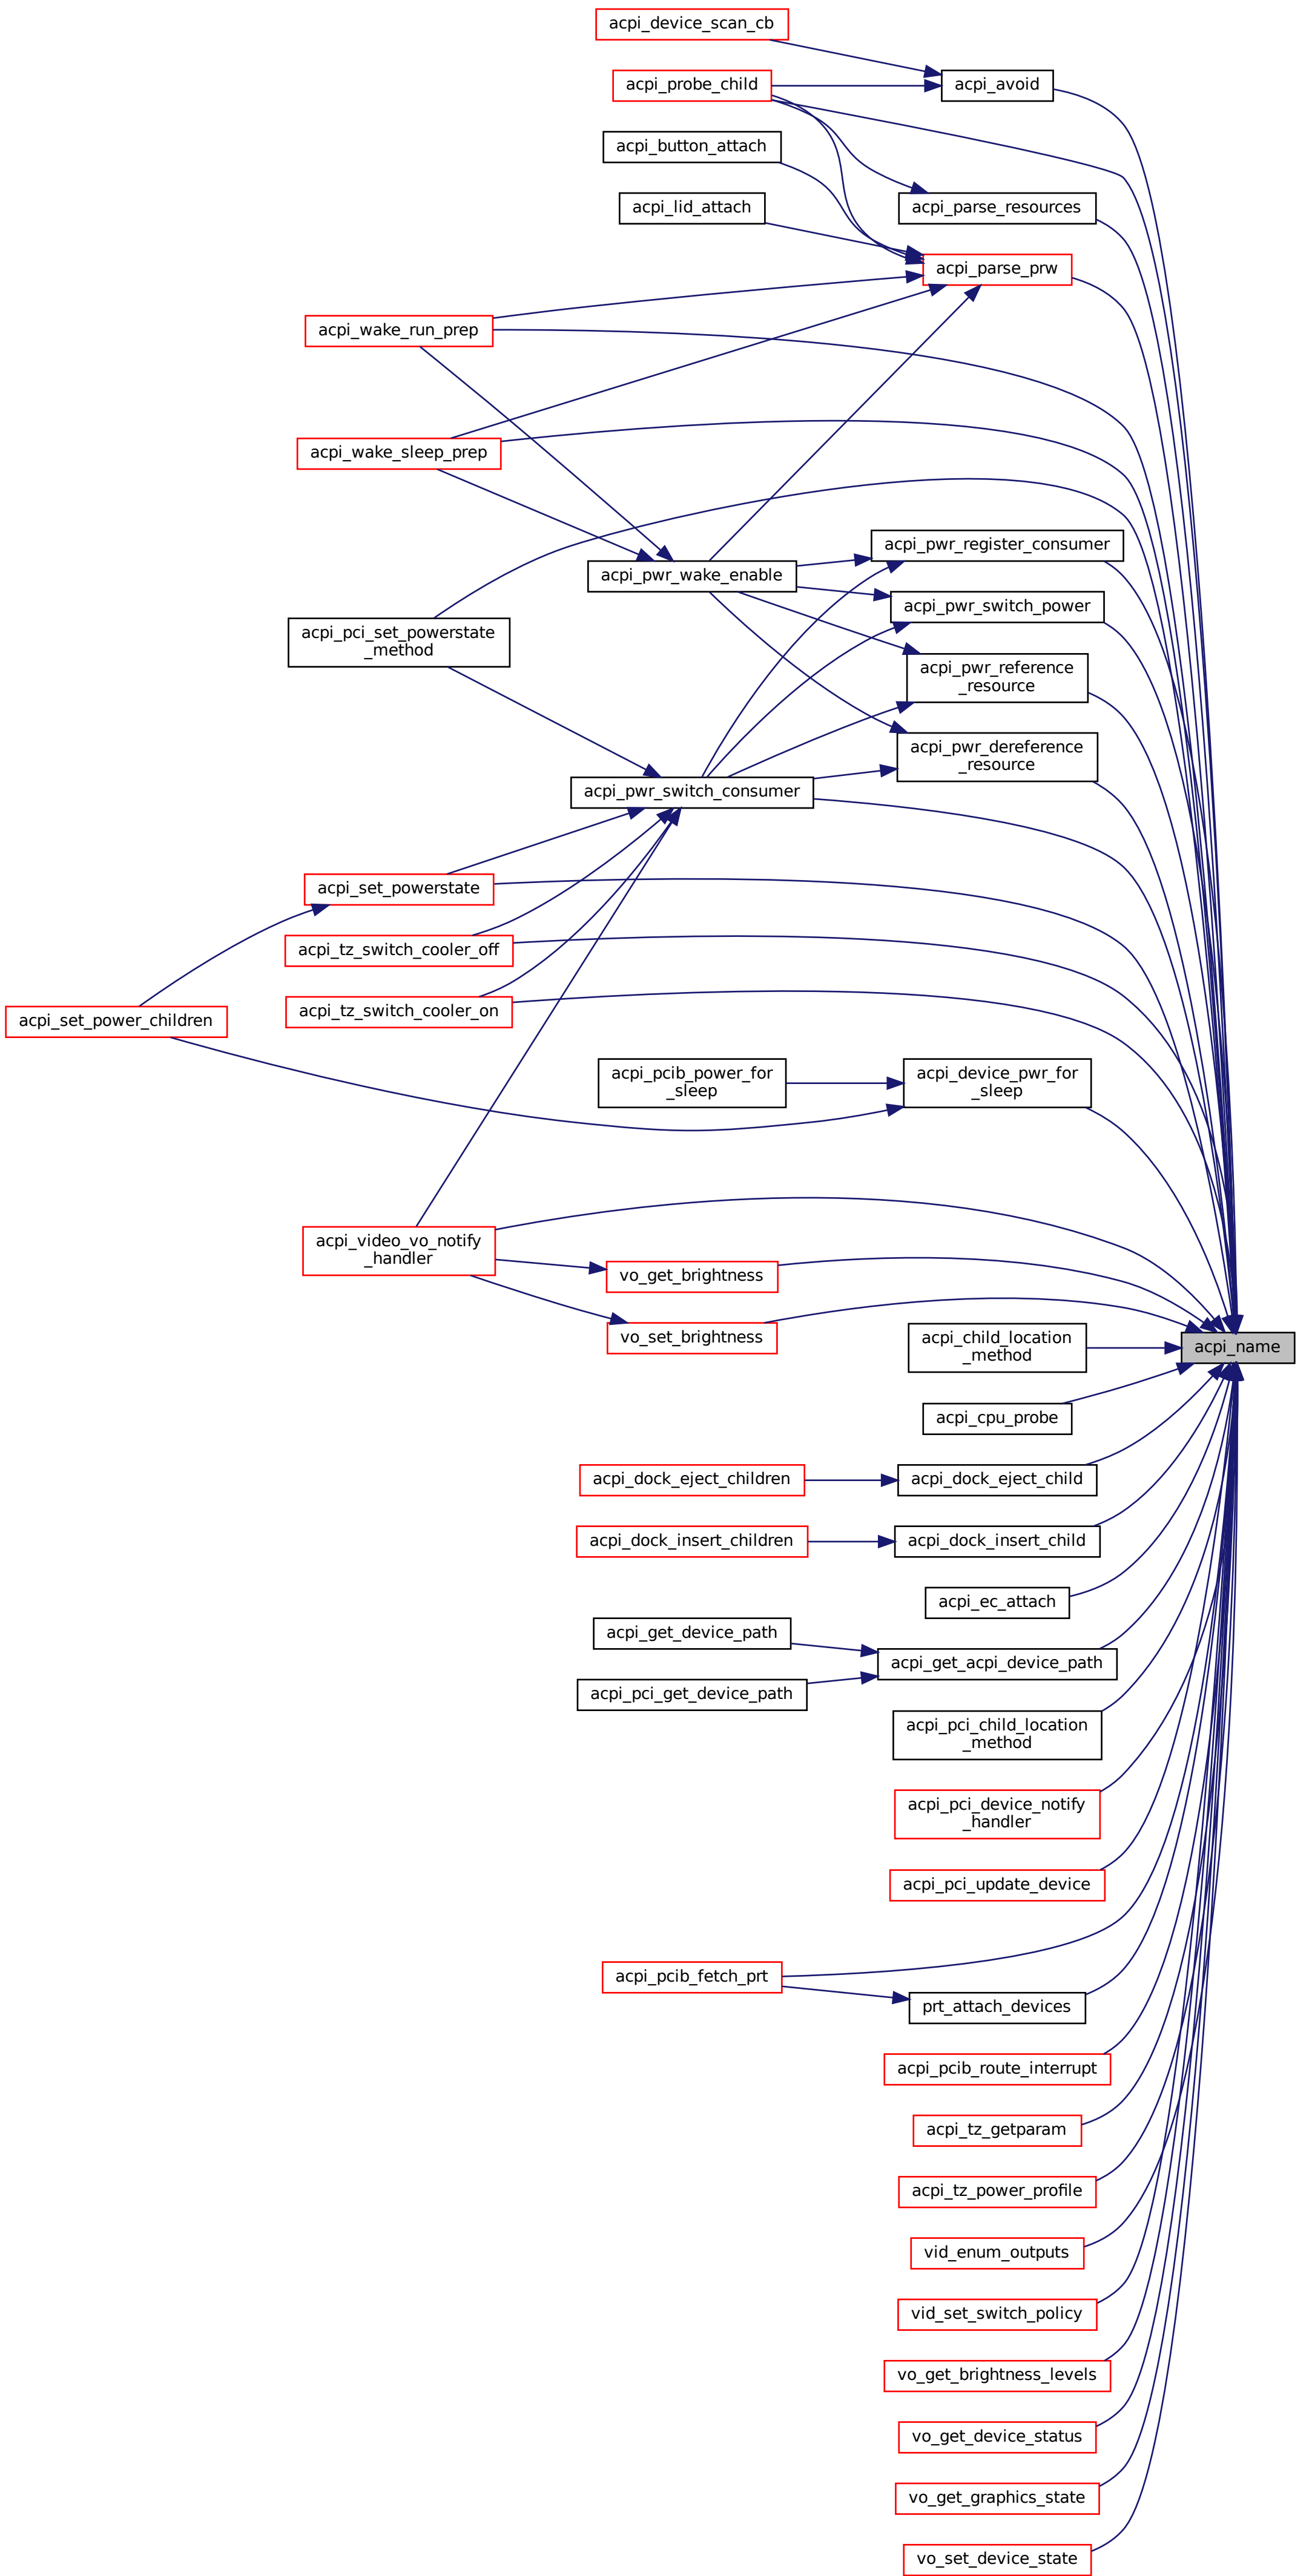 acpi_device_scan_cb
acpi_probe_child
acpi_avoid
acpi_button_attach
acpi_lid_attach
acpi_parse_resources
acpi_parse_prw
acpi_wake_run_prep
acpi_wake_sleep_prep
acpi_pwr_register_consumer
acpi_pwr_wake_enable
acpi_pwr_switch_power
acpi_pci_set_powerstate
_method
acpi_pwr_reference
_resource
acpi_pwr_dereference
_resource
acpi_pwr_switch_consumer
acpi_set_powerstate
acpi_tz_switch_cooler_off
acpi_tz_switch_cooler_on
acpi_set_power_children
acpi_pcib_power_for
_sleep
acpi_device_pwr_for
_sleep
acpi_video_vo_notify
_handler
vo_get_brightness
vo_set_brightness
acpi_child_location
_method
acpi_name
acpi_cpu_probe
acpi_dock_eject_children
acpi_dock_eject_child
acpi_dock_insert_children
acpi_dock_insert_child
acpi_ec_attach
acpi_get_device_path
acpi_get_acpi_device_path
acpi_pci_get_device_path
acpi_pci_child_location
_method
acpi_pci_device_notify
_handler
acpi_pci_update_device
acpi_pcib_fetch_prt
prt_attach_devices
acpi_pcib_route_interrupt
acpi_tz_getparam
acpi_tz_power_profile
vid_enum_outputs
vid_set_switch_policy
vo_get_brightness_levels
vo_get_device_status
vo_get_graphics_state
vo_set_device_state